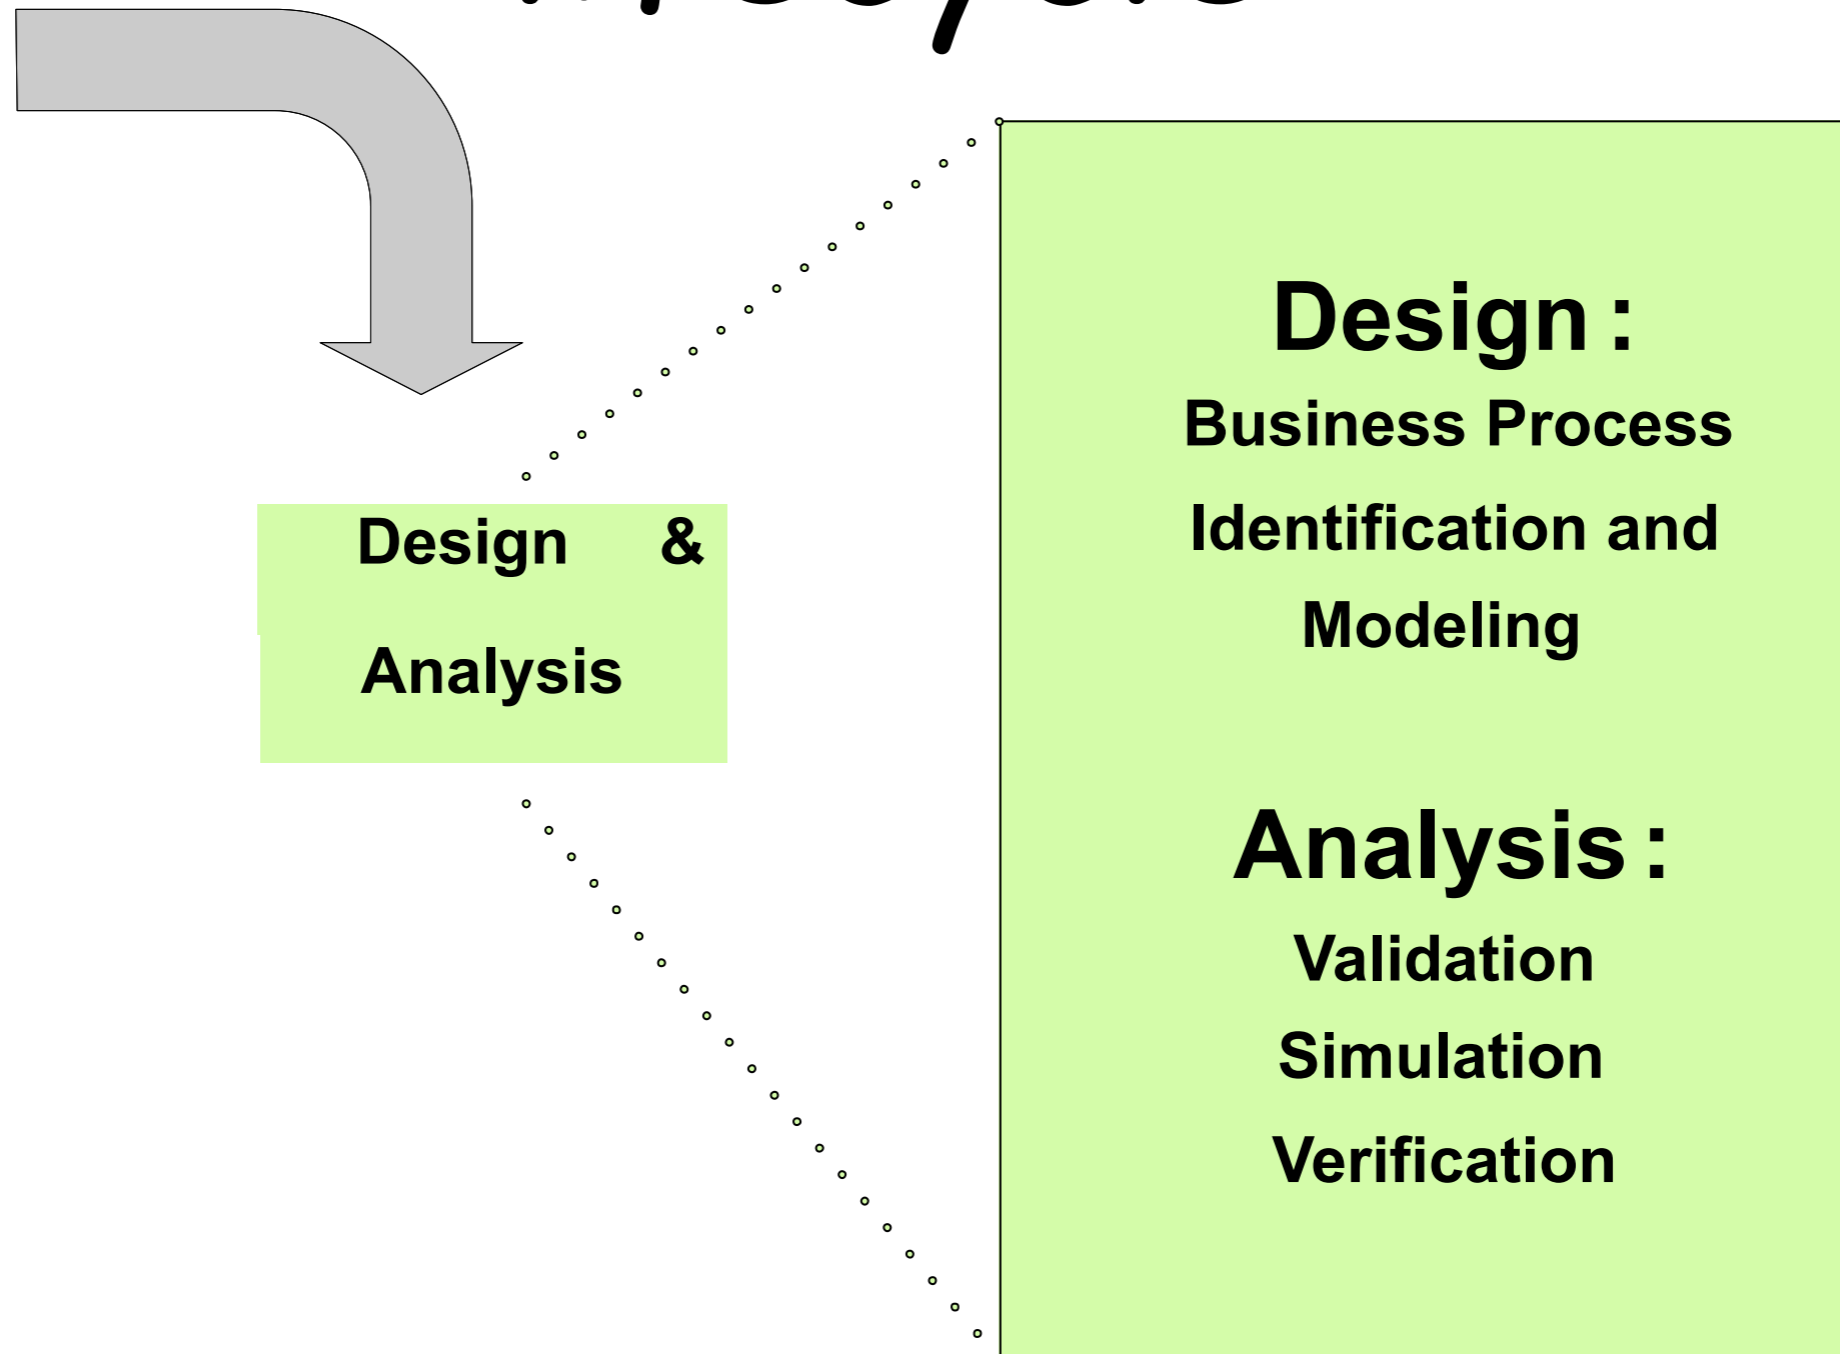 Design &
Analysis
Design :
Business Process
Identification and
Modeling
Analysis :
Validation
Simulation
Verification